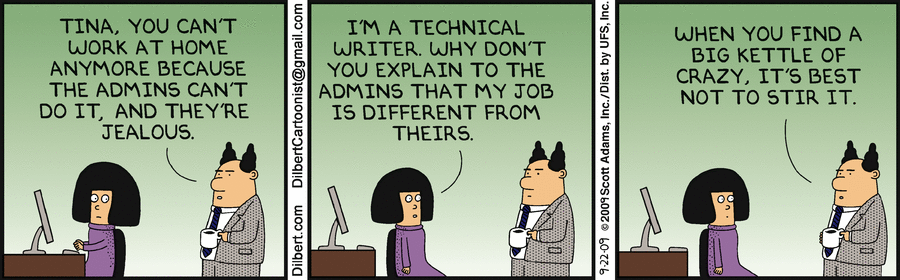 TINA, YOU CAN'T
WORK AT HOME
ANYMORE BECAUSE
THE ADMINS CAN'T
DO IT, AND THEY'RE
JEALOUS.
Dilbert.com DilbertCartoonist@gmail.com
I'M A TECHNICAL
WRITER. WHY DON'T
YOU EXPLAIN TO THE
ADMINS THAT MY JOB
IS DIFFERENT FROM
THEIRS.
9-22-09 ©2009 Scott Adams, Inc./Dist. by UFS, Inc.
WHEN YOU FIND A
BIG KETTLE OF
CRAZY, IT'S BEST
NOT TO STIR IT.